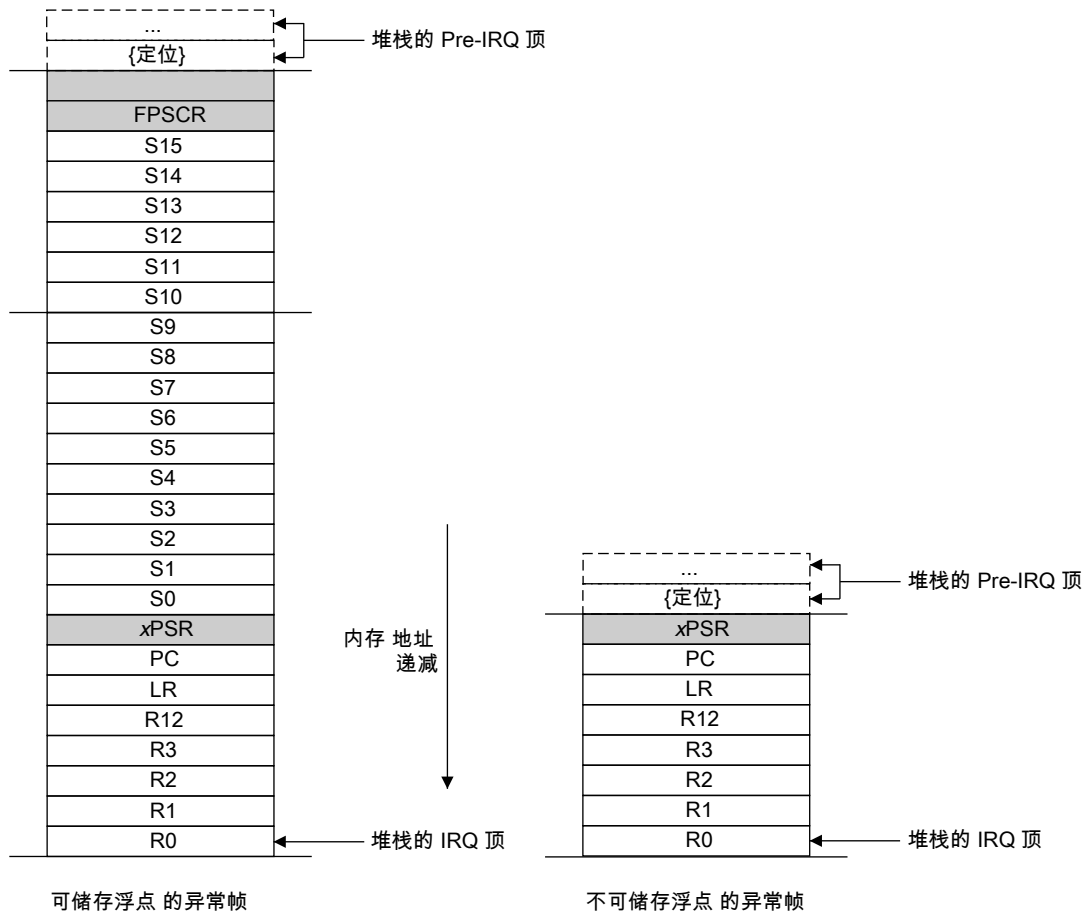 ...
{定位}
堆栈的 Pre-IRQ 顶
FPSCR
S15
S14
S13
S12
S11
S10
S9
S8
S7
S6
S5
S4
S3
S2
S1
S0
xPSR
PC
LR
R12
R3
R2
R1
R0
堆栈的 IRQ 顶
可储存浮点 的异常帧
内存 地址
递减
...
{定位}
堆栈的 Pre-IRQ 顶
xPSR
PC
LR
R12
R3
R2
R1
R0
堆栈的 IRQ 顶
不可储存浮点 的异常帧